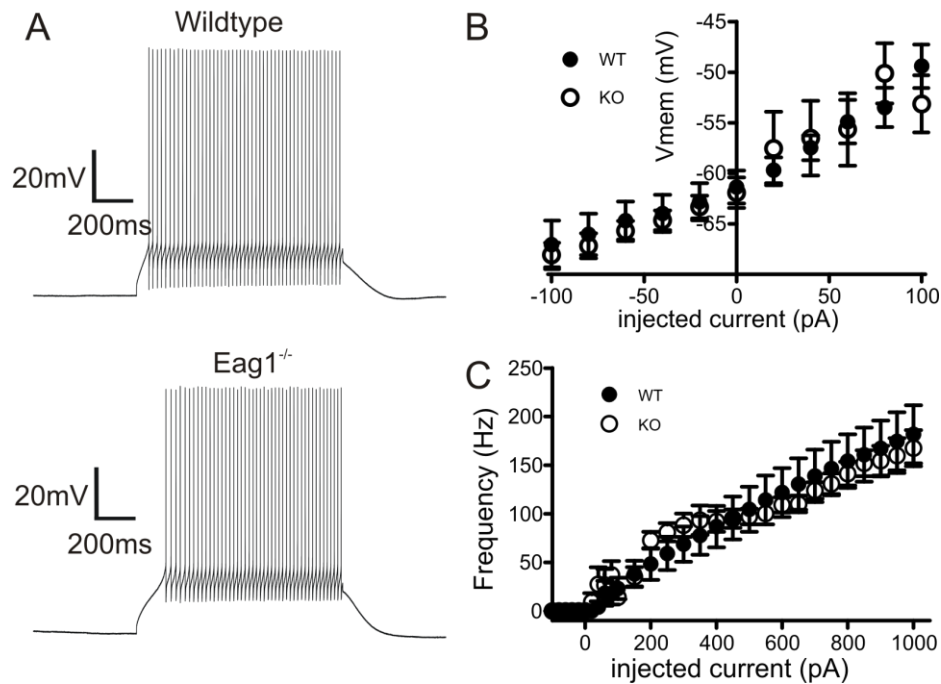 A
Wildtype
20mV
200ms
Eag1-/-
20mV
200ms
B
WT
KO
Vmem (mV)
-45
-50
-55
-60
-65
-100 -50 0 50 100
injected current (pA)
C
WT
KO
Frequency (Hz)
250
200
150
100
50
0
0 200 400 600 800 1000
injected current (pA)